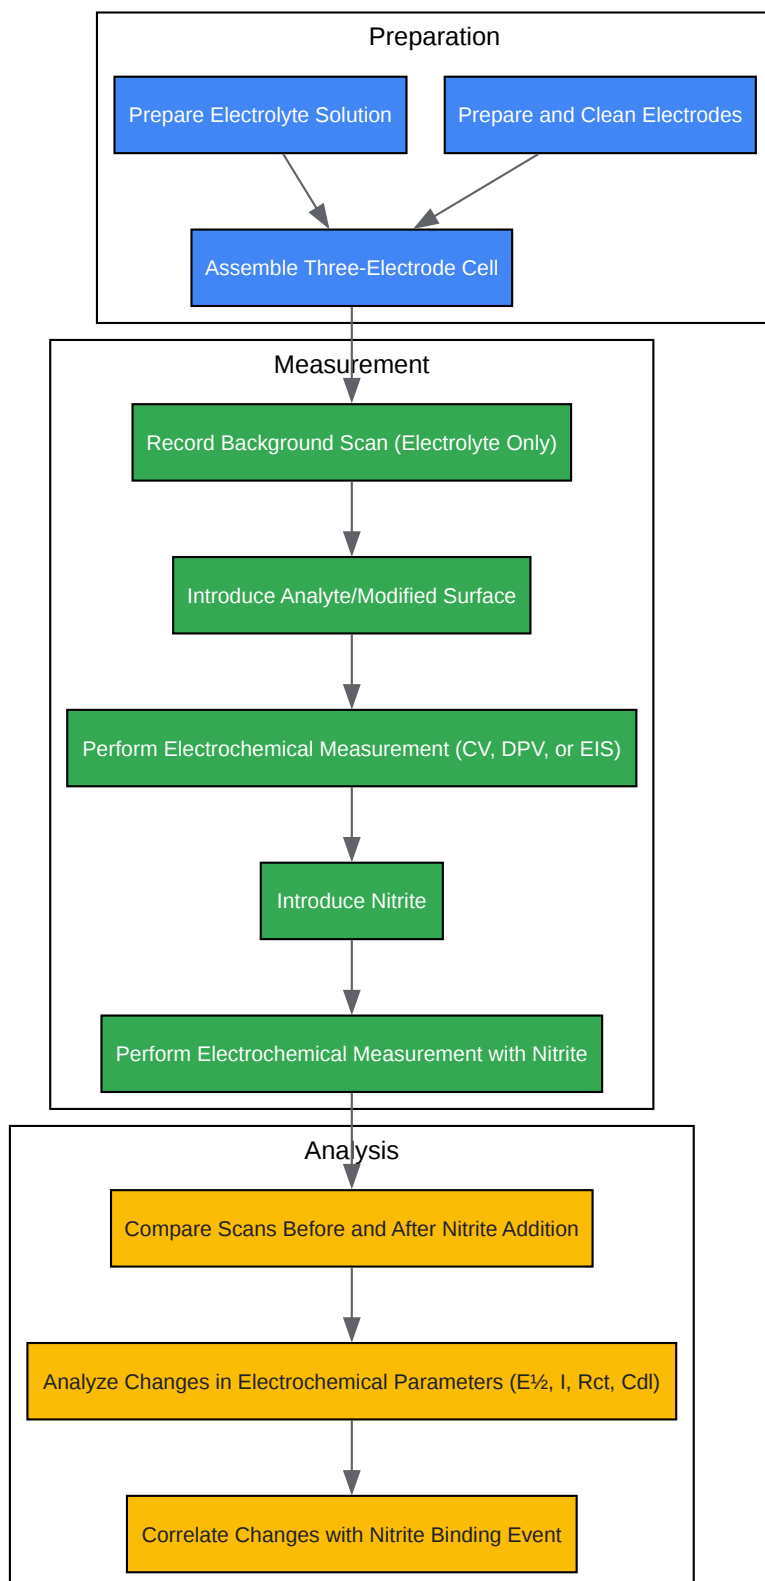 Preparation
Prepare Electrolyte Solution
Prepare and Clean Electrodes
Assemble Three-Electrode Cell
Measurement
Record Background Scan (Electrolyte Only)
Introduce Analyte/Modified Surface
Perform Electrochemical Measurement (CV, DPV, or EIS)
Introduce Nitrite
Perform Electrochemical Measurement with Nitrite
Analysis
Compare Scans Before and After Nitrite Addition
Analyze Changes in Electrochemical Parameters (E½, I, Rct, Cdl)
Correlate Changes with Nitrite Binding Event